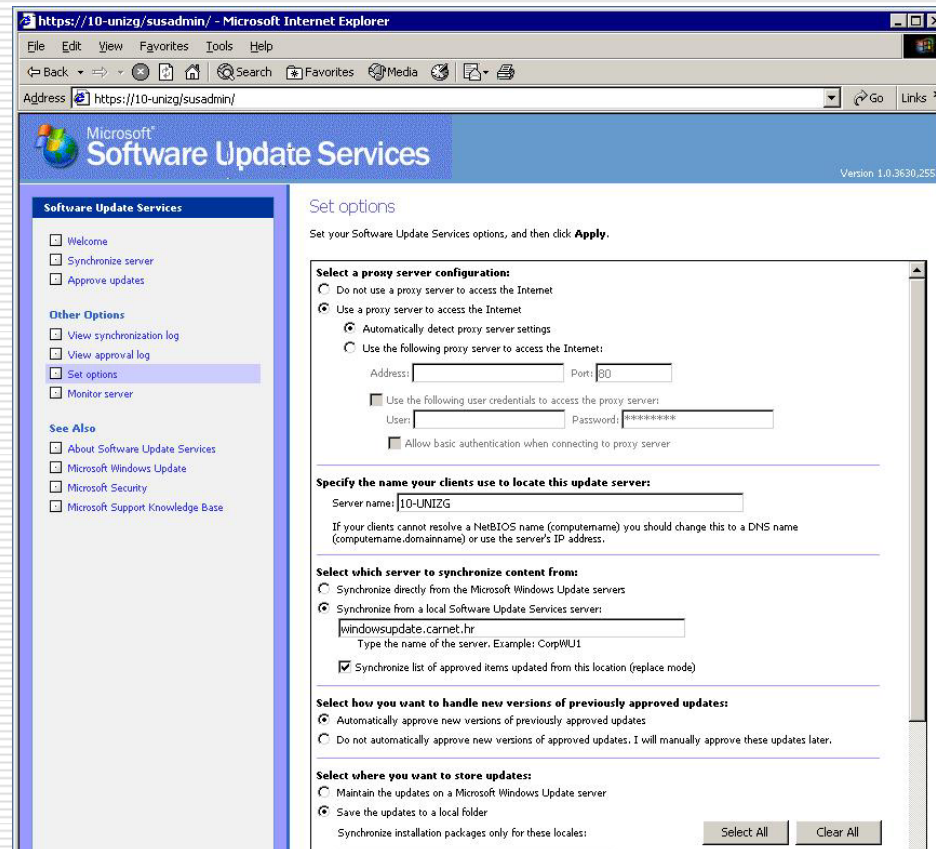 https://10-unizg/susadmin/ - Microsoft Internet Explorer
File Edit View Favorites Tools Help
Back Search Favorites Media
Address https://10-unizg/susadmin/ Go Links
Microsoft
Software Update Services
Version 1.0.3630,255
Software Update Services
Welcome
Synchronize server
Approve updates
Other Options
View synchronization log
View approval log
Set options
Monitor server
See Also
About Software Update Services
Microsoft Windows Update
Microsoft Security
Microsoft Support Knowledge Base
Set options
Set your Software Update Services options, and then click Apply.
Select a proxy server configuration:
Do not use a proxy server to access the Internet
Use a proxy server to access the Internet
Automatically detect proxy server settings
Use the following proxy server to access the Internet:
Address: Port: 80
Use the following user credentials to access the proxy server:
User: Password: ********
Allow basic authentication when connecting to proxy server
Specify the name your clients use to locate this update server:
Server name: 10-UNIZG
If your clients cannot resolve a NetBIOS name (computername) you should change this to a DNS name
(computername.domainname) or use the server's IP address.
Select which server to synchronize content from:
Synchronize directly from the Microsoft Windows Update servers
Synchronize from a local Software Update Services server:
windowsupdate.carnet.hr
Type the name of the server. Example: CorpWU1
Synchronize list of approved items updated from this location (replace mode)
Select how you want to handle new versions of previously approved updates:
Automatically approve new versions of previously approved updates
Do not automatically approve new versions of approved updates. I will manually approve these updates later.
Select where you want to store updates:
Maintain the updates on a Microsoft Windows Update server
Save the updates to a local folder
Synchronize installation packages only for these locales: Select All Clear All